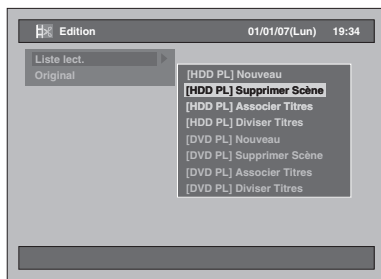 Edition 01/01/07(Lun) 19:34
Liste lect.
Original
[HDD PL] Nouveau
[HDD PL] Supprimer Scène
[HDD PL] Associer Titres
[HDD PL] Diviser Titres
[DVD PL] Nouveau
[DVD PL] Supprimer Scène
[DVD PL] Associer Titres
[DVD PL] Diviser Titres